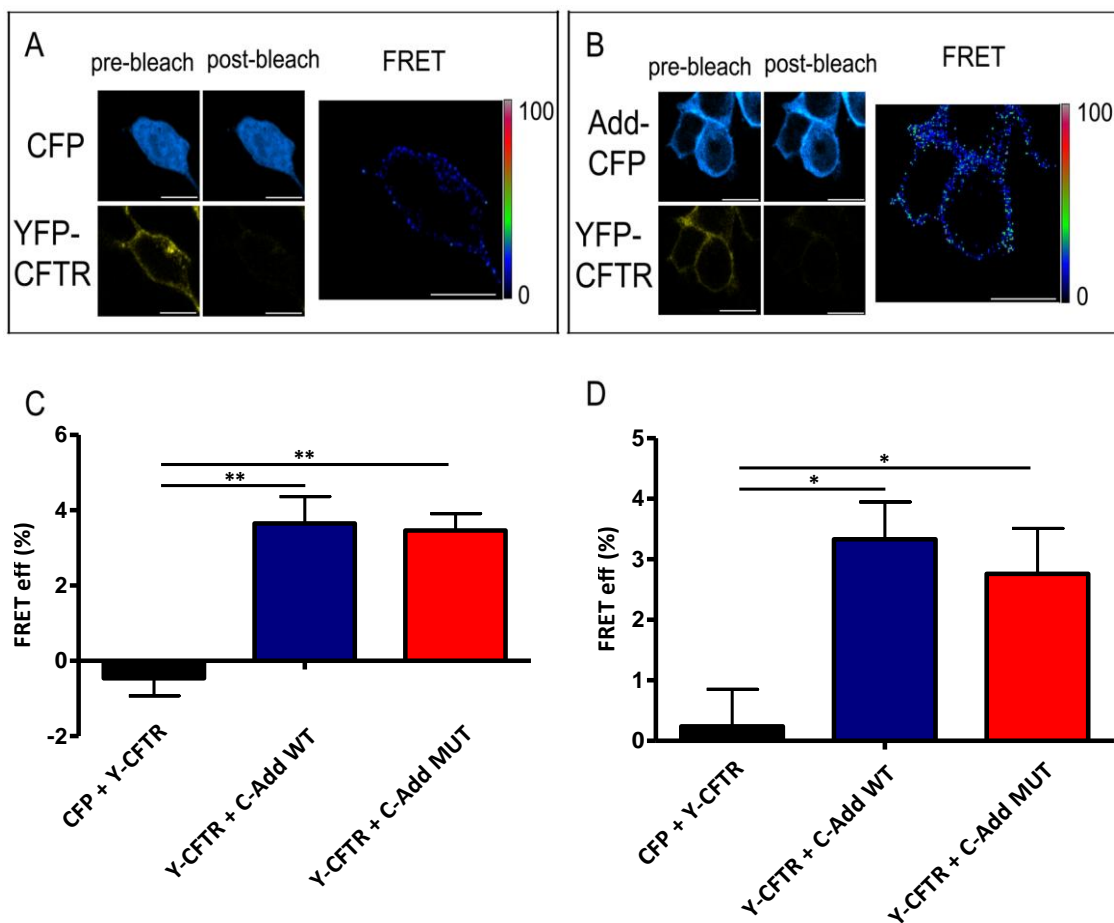 A
pre-bleach post-bleach FRET
CFP
YFP-
CFTR
100
0
B
pre-bleach post-bleach FRET
Add-
CFP
YFP-
CFTR
100
0
C
FRET eff (%)
6
4
2
0
-2
**
**
CFP + Y-CFTR
Y-CFTR + C-Add WT
Y-CFTR + C-Add MUT
D
FRET eff (%)
5
4
3
2
1
0
*
*
CFP + Y-CFTR
Y-CFTR + C-Add WT
Y-CFTR + C-Add MUT